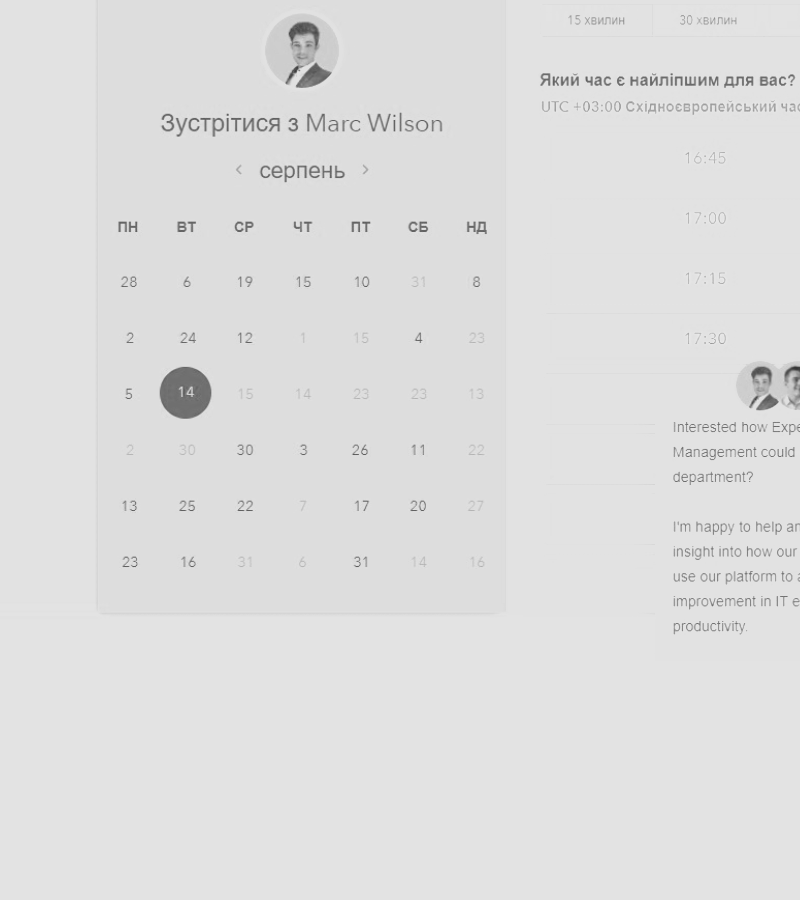 Зустрітися з Marc Wilson
серпень
ПН ВТ СР ЧТ ПТ СБ НД
28 6 19 15 10 31 8
2 24 12 1 15 4 23
5 14 15 14 23 23 13
2 30 30 3 26 11 22
13 25 22 7 17 20 27
23 16 31 6 31 14 16
15 хвилин 30 хвилин
Який час є найліпшим для вас?
UTC +03:00 Східноєвропейський
16:45
17:00
17:15
17:30
Interested how
Management could
department?
I'm happy to help
insight into how our
use our platform to
improvement in IT
productivity.